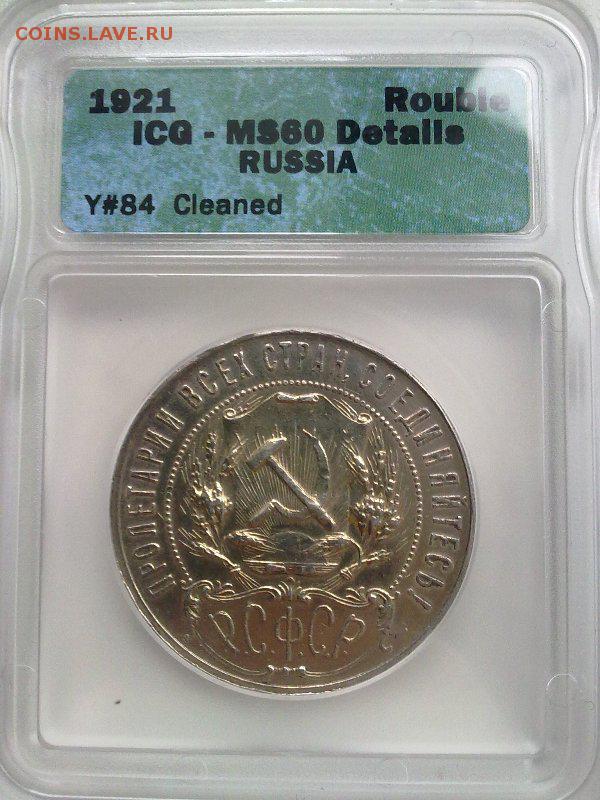 COINS.LAVE.RU
1921 Rouble
ICG - MS60 Details
RUSSIA
Y#84 Cleaned
ПРОЛЕТАРИИ ВСЕХ СТРАН, СОЕДИНЯЙТЕСЬ!
Р.С.Ф.С.Р.